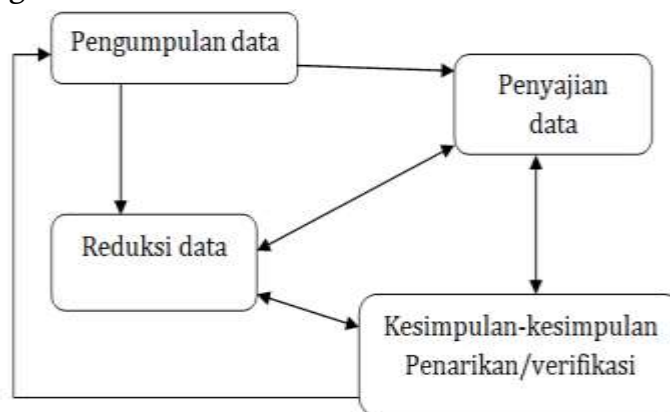 Pengumpulan data
Penyajian
data
Reduksi data
Kesimpulan-kesimpulan
Penarikan/verifikasi